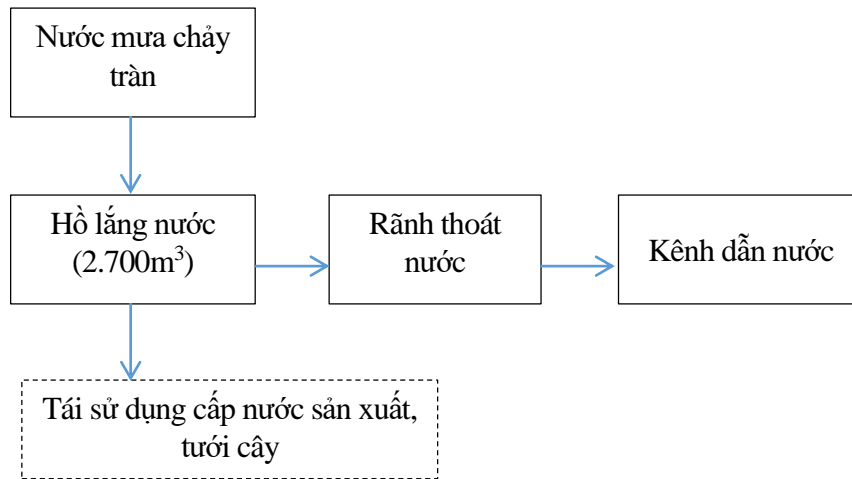 Nước mưa chảy
tràn
Hồ lắng nước
(2.700m³)
Rãnh thoát
nước
Kênh dẫn nước
Tái sử dụng cấp nước sản xuất,
tưới cây